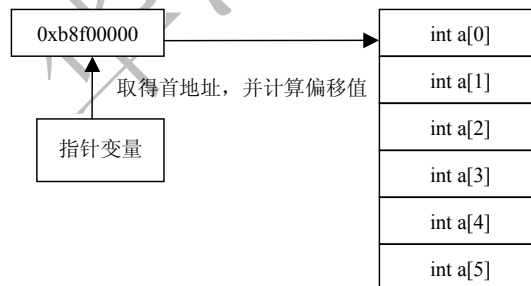 0xb8f00000
int a[0]
取得首地址，并计算偏移值
int a[1]
int a[2]
指针变量
int a[3]
int a[4]
int a[5]